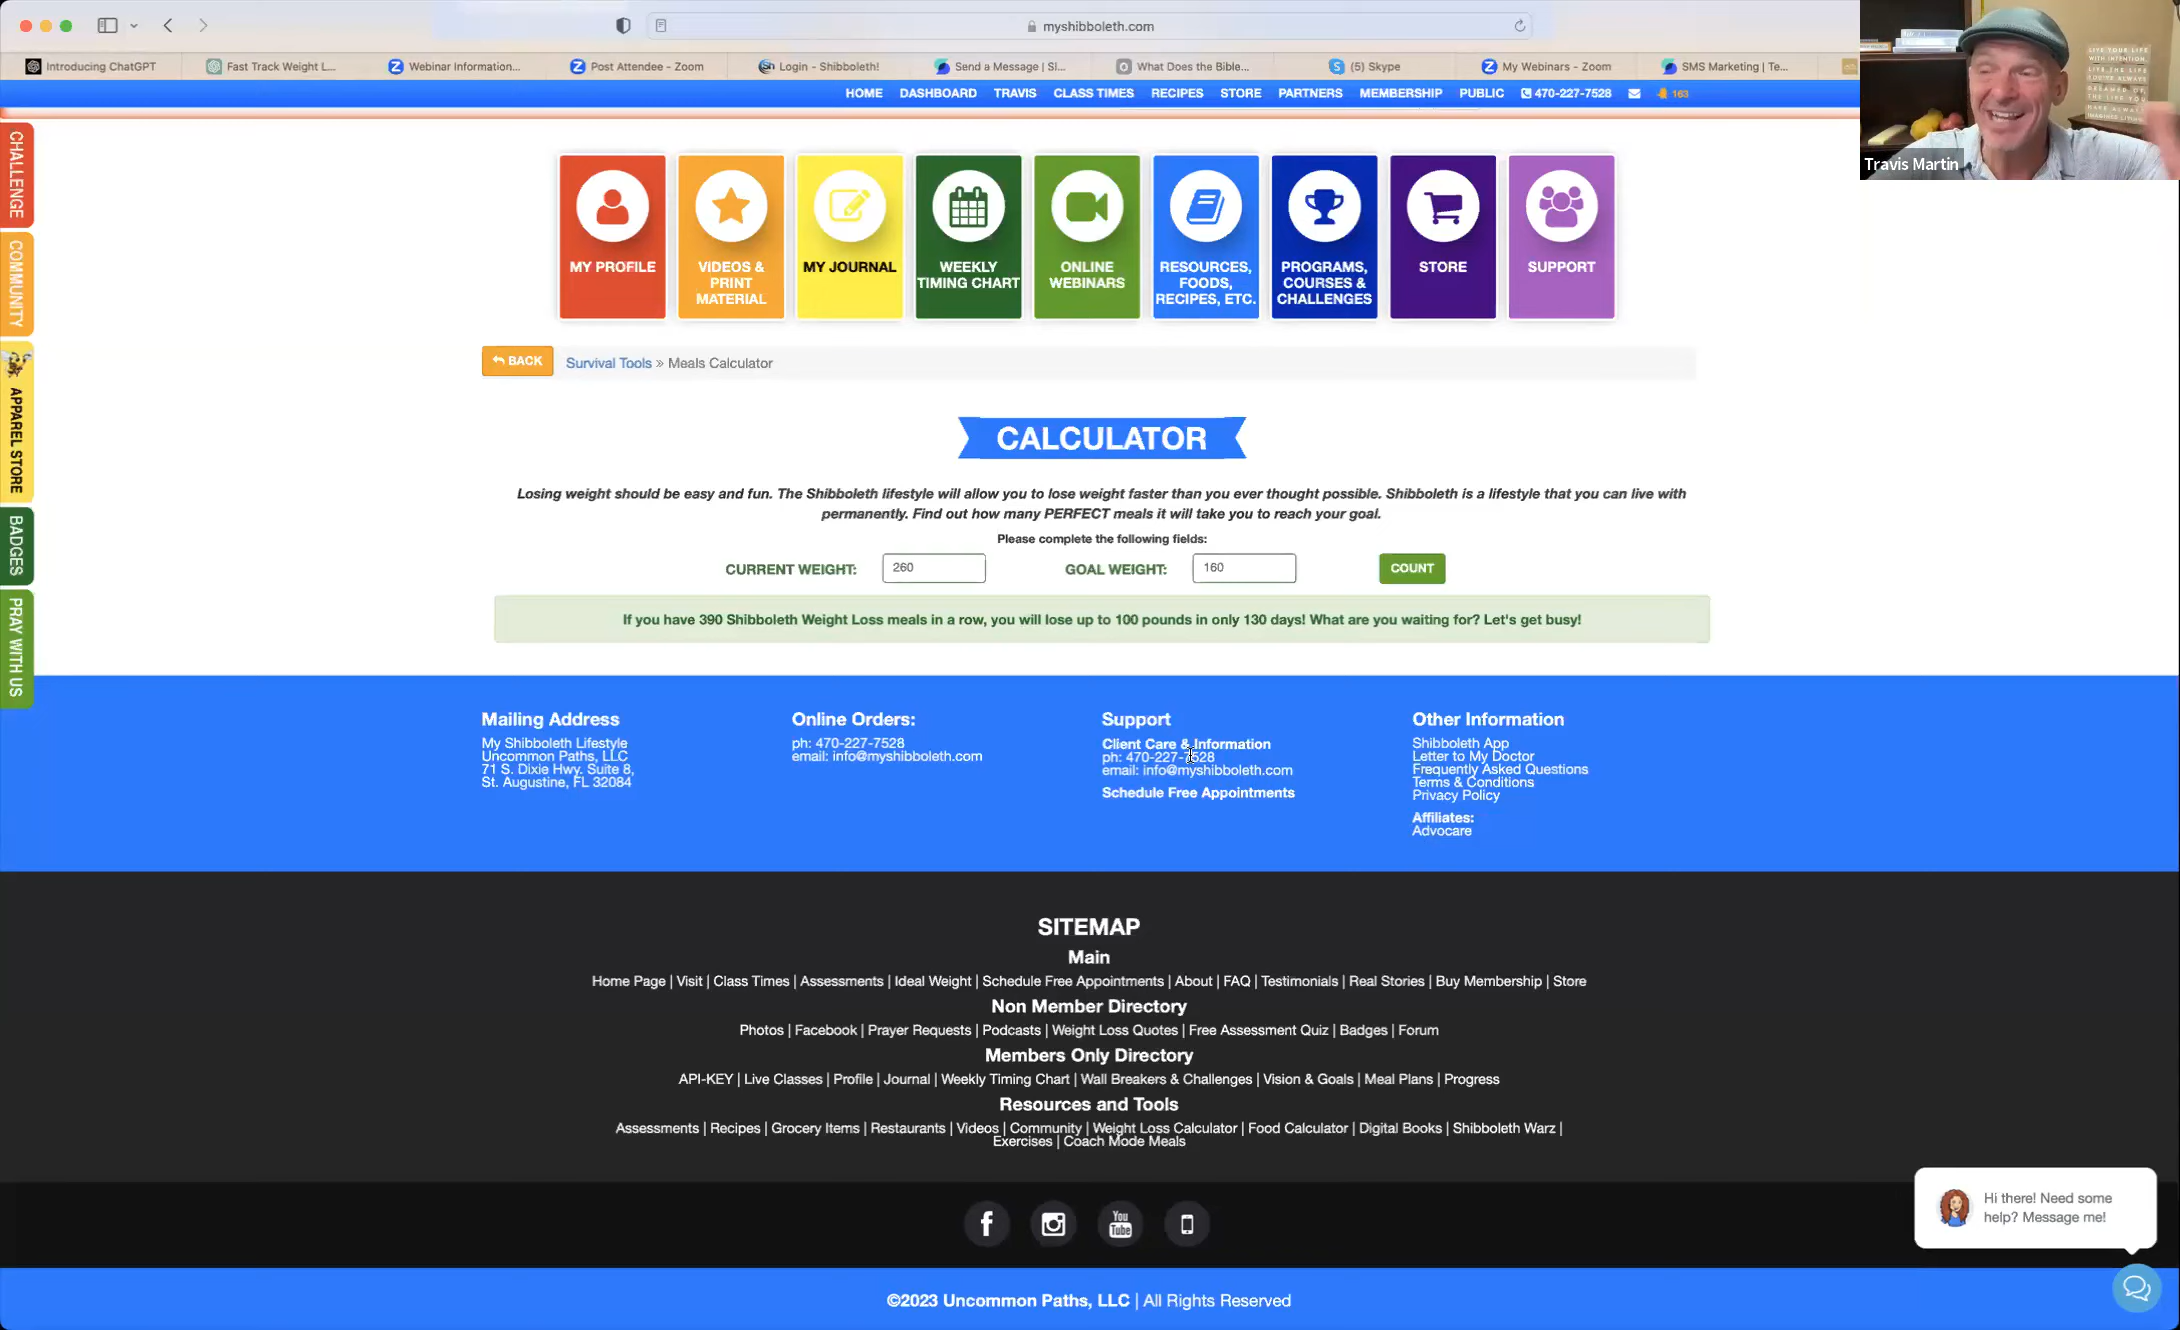 myshibboleth.com
Introducing ChatGPT
Fast Track Weight L...
Webinar Information...
Post Attendee - Zoom
Login - Shibboleth!
Send a Message | Sl...
What Does the Bible...
(5) Skype
My Webinars - Zoom
SMS Marketing | Te...
HOME DASHBOARD TRAVIS CLASS TIMES RECIPES STORE PARTNERS MEMBERSHIP PUBLIC 470-227-7528 163
LIVE YOUR LIFE
WITH INTENTION.
Travis Martin
CHALLENGE
COMMUNITY
APPAREL STORE
BADGES
PRAY WITH US
MY PROFILE
VIDEOS &
PRINT
MATERIAL
MY JOURNAL
WEEKLY
TIMING CHART
ONLINE
WEBINARS
RESOURCES,
FOODS,
RECIPES, ETC.
PROGRAMS,
COURSES &
CHALLENGES
STORE
SUPPORT
BACK
Survival Tools » Meals Calculator
CALCULATOR
Losing weight should be easy and fun. The Shibboleth lifestyle will allow you to lose weight faster than you ever thought possible. Shibboleth is a lifestyle that you can live with
permanently. Find out how many PERFECT meals it will take you to reach your goal.
Please complete the following fields:
CURRENT WEIGHT: 260 GOAL WEIGHT: 160 COUNT
If you have 390 Shibboleth Weight Loss meals in a row, you will lose up to 100 pounds in only 130 days! What are you waiting for? Let's get busy!
Mailing Address
My Shibboleth Lifestyle
Uncommon Paths, LLC
71 S. Dixie Hwy. Suite 8,
St. Augustine, FL 32084
Online Orders:
ph: 470-227-7528
email: info@myshibboleth.com
Support
Client Care & Information
ph: 470-227-7528
email: info@myshibboleth.com
Schedule Free Appointments
Other Information
Shibboleth App
Letter to My Doctor
Frequently Asked Questions
Terms & Conditions
Privacy Policy
Affiliates:
Advocare
SITEMAP
Main
Home Page | Visit | Class Times | Assessments | Ideal Weight | Schedule Free Appointments | About | FAQ | Testimonials | Real Stories | Buy Membership | Store
Non Member Directory
Photos | Facebook | Prayer Requests | Podcasts | Weight Loss Quotes | Free Assessment Quiz | Badges | Forum
Members Only Directory
API-KEY | Live Classes | Profile | Journal | Weekly Timing Chart | Wall Breakers & Challenges | Vision & Goals | Meal Plans | Progress
Resources and Tools
Assessments | Recipes | Grocery Items | Restaurants | Videos | Community | Weight Loss Calculator | Food Calculator | Digital Books | Shibboleth Warz |
Exercises | Coach Mode Meals
You
Tube
Hi there! Need some
help? Message me!
©2023 Uncommon Paths, LLC | All Rights Reserved